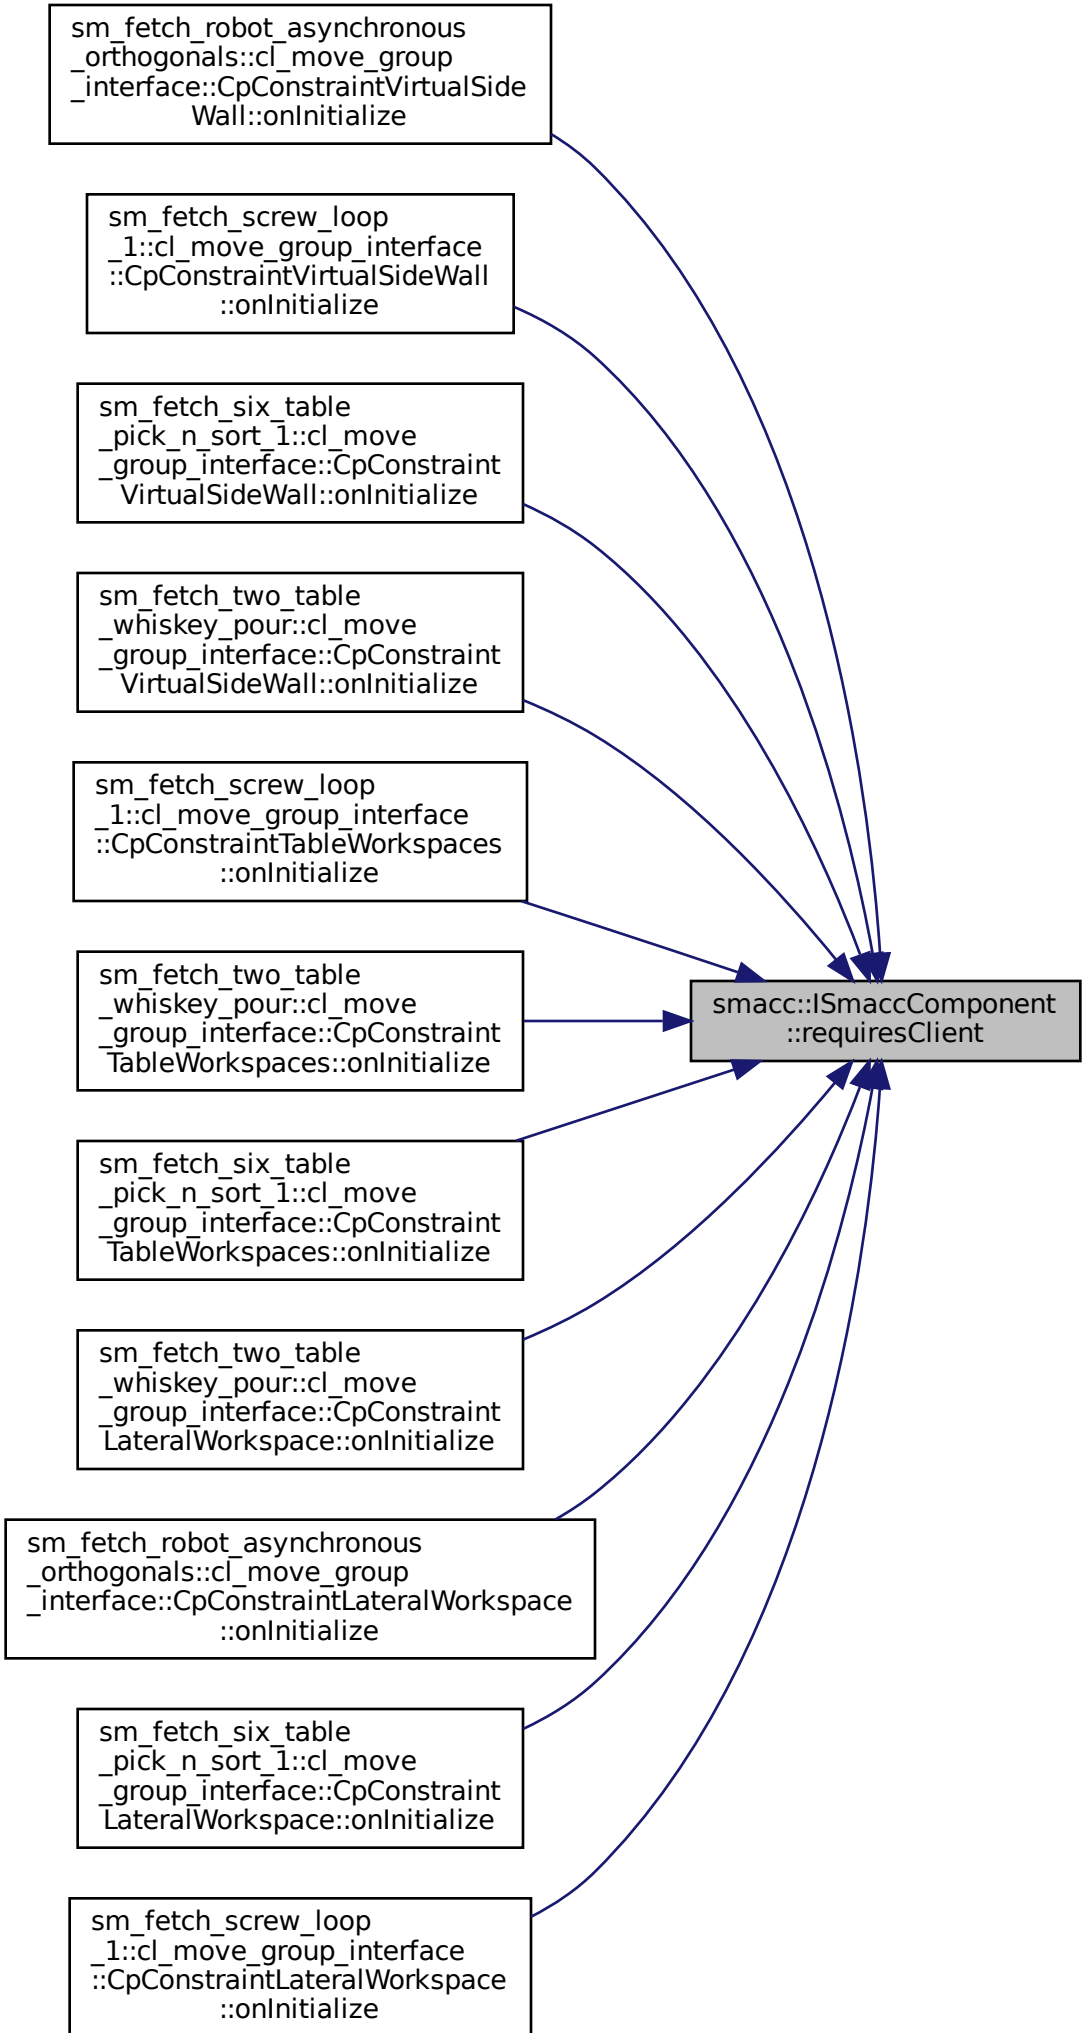 sm_fetch_robot_asynchronous
_orthogonals::cl_move_group
_interface::CpConstraintVirtualSide
Wall::onInitialize
sm_fetch_screw_loop
_1::cl_move_group_interface
::CpConstraintVirtualSideWall
::onInitialize
sm_fetch_six_table
_pick_n_sort_1::cl_move
_group_interface::CpConstraint
VirtualSideWall::onInitialize
sm_fetch_two_table
_whiskey_pour::cl_move
_group_interface::CpConstraint
VirtualSideWall::onInitialize
sm_fetch_screw_loop
_1::cl_move_group_interface
::CpConstraintTableWorkspaces
::onInitialize
sm_fetch_two_table
_whiskey_pour::cl_move
_group_interface::CpConstraint
TableWorkspaces::onInitialize
smacc::ISmaccComponent
::requiresClient
sm_fetch_six_table
_pick_n_sort_1::cl_move
_group_interface::CpConstraint
TableWorkspaces::onInitialize
sm_fetch_two_table
_whiskey_pour::cl_move
_group_interface::CpConstraint
LateralWorkspace::onInitialize
sm_fetch_robot_asynchronous
_orthogonals::cl_move_group
_interface::CpConstraintLateralWorkspace
::onInitialize
sm_fetch_six_table
_pick_n_sort_1::cl_move
_group_interface::CpConstraint
LateralWorkspace::onInitialize
sm_fetch_screw_loop
_1::cl_move_group_interface
::CpConstraintLateralWorkspace
::onInitialize